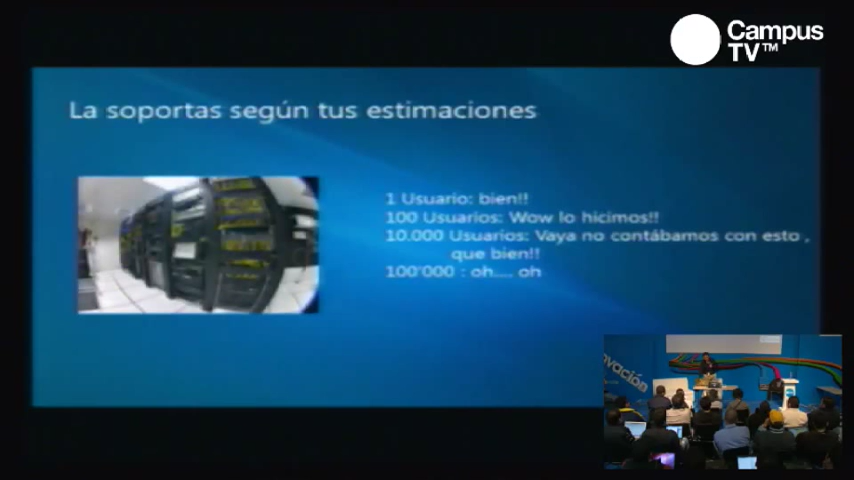 Campus
TV™
La soportas según tus estimaciones
1 Usuario: bien!!
100 Usuarios: Wow lo hicimos!!
10.000 Usuarios: Vaya no contábamos con esto ,
que bien!!
100'000 : oh.... oh
ovación